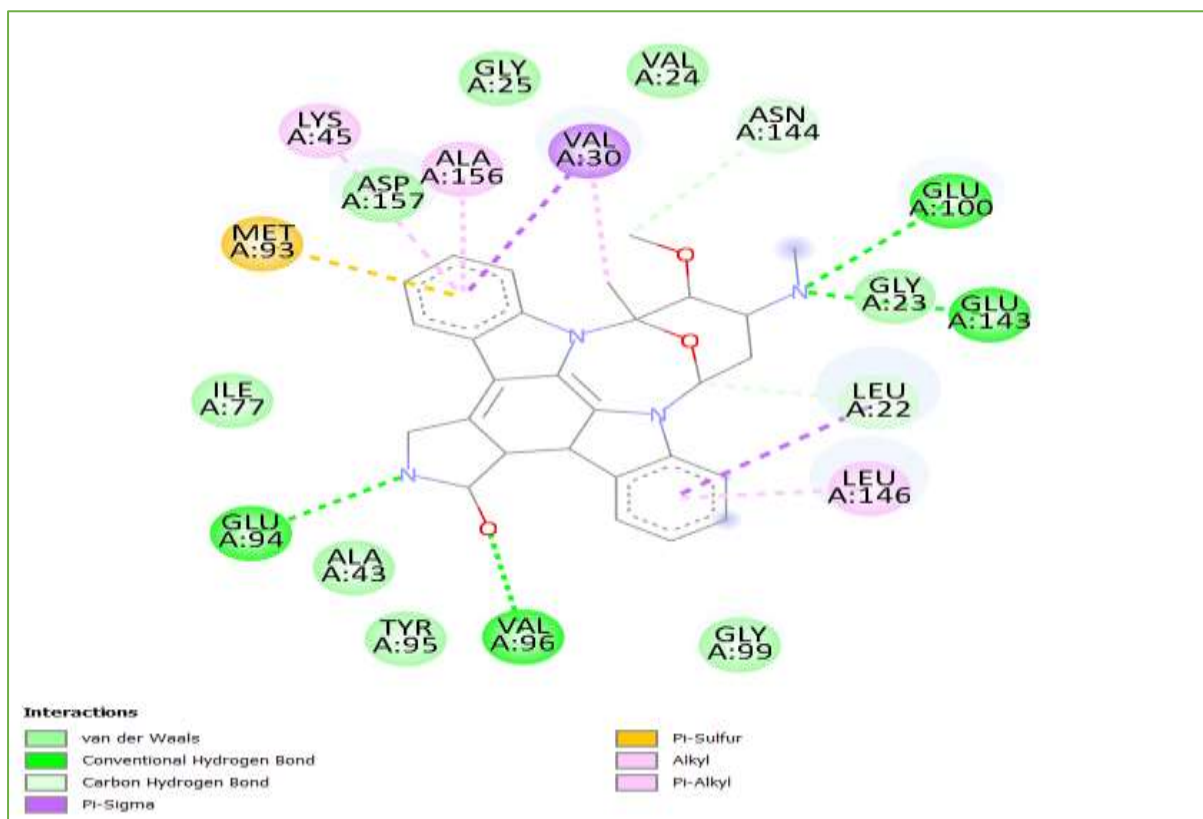 GLY
A:25
VAL
A:24
ASN
A:144
LYS
A:45
VAL
A:30
ALA
A:156
ASP
A:157
GLU
A:100
MET
A:93
GLY
A:23
GLU
A:143
N
O
O
N
ILE
A:77
LEU
A:22
N
N
LEU
A:146
GLU
A:94
O
ALA
A:43
TYR
A:95
VAL
A:96
GLY
A:99
Interactions
van der Waals
Conventional Hydrogen Bond
Carbon Hydrogen Bond
Pi-Sigma
Pi-Sulfur
Alkyl
Pi-Alkyl